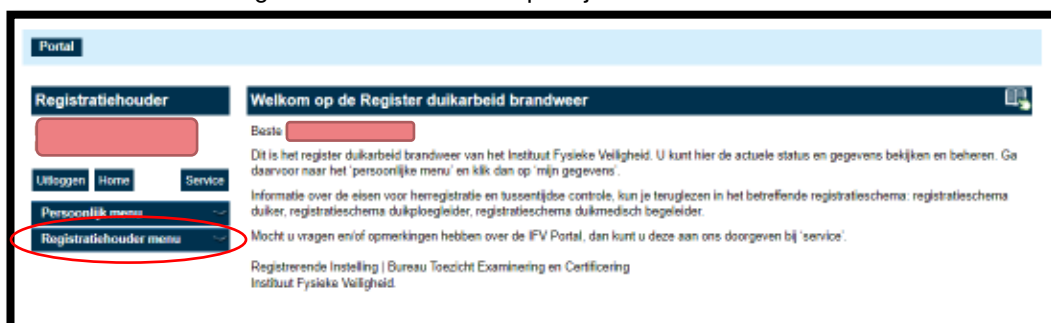 Portal
Registratiehouder
Welkom op de Register duikarbeid brandweer
Beste
Dit is het register duikarbeid brandweer van het Instituut Fysieke Veiligheid. U kunt hier de actuele status en gegevens bekijken en beheren. Ga
daarvoor naar het 'persoonlijke menu' en klik dan op 'mijn gegevens'.
Uitloggen Home Service
Informatie over de eisen voor herregistratie en tussentijdse controle, kun je teruglezen in het betreffende registratieschema: registratieschema
duiker, registratieschema duikploegleider, registratieschema duikmedisch begeleider.
Persoonlijk menu
Registratiehouder menu
Mocht u vragen en/of opmerkingen hebben over de IFV Portal, dan kunt u deze aan ons doorgeven bij 'service'.
Registrerende Instelling | Bureau Toezicht Examinering en Certificering
Instituut Fysieke Veiligheid.